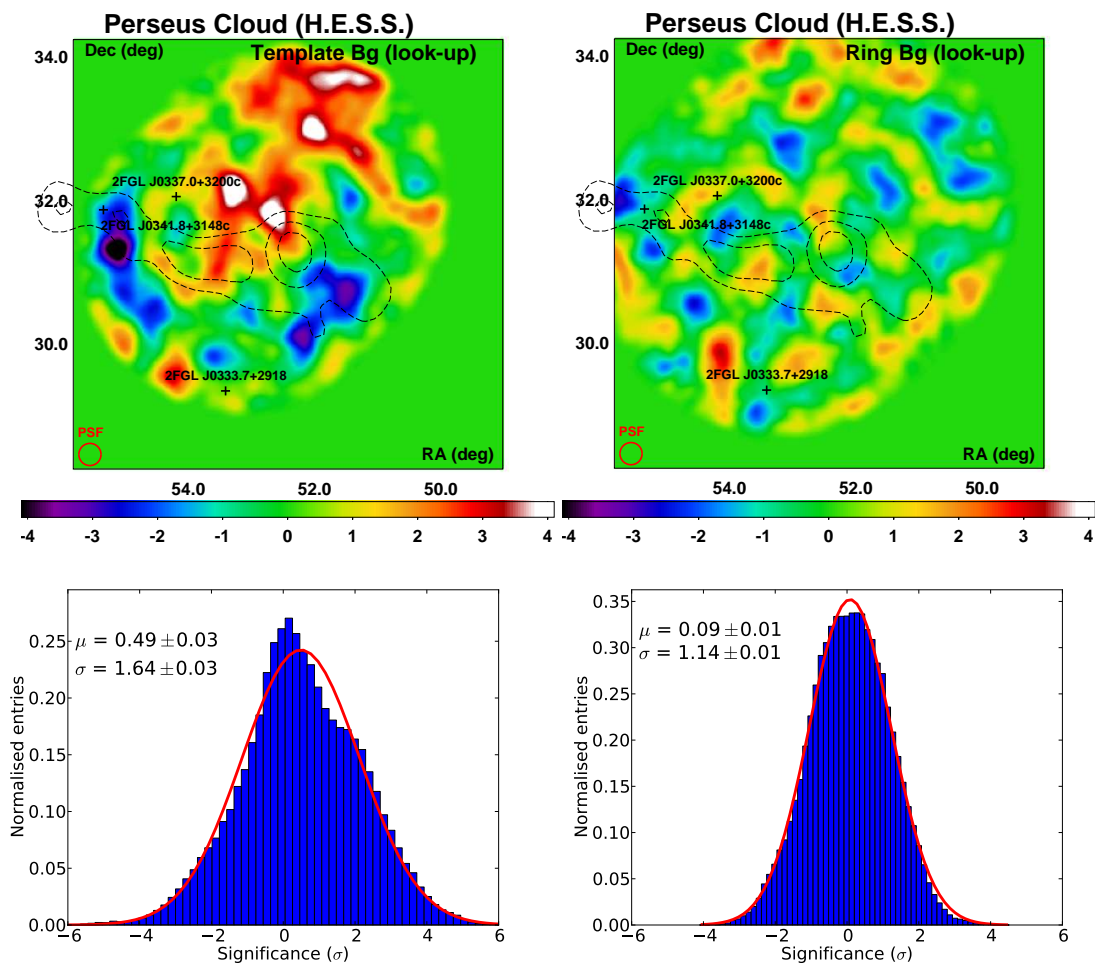 Perseus Cloud (H.E.S.S.)
Dec (deg)
Template Bg (look-up)
34.0
2FGL J0337.0+3200c
32.0
2FGL J0341.8+3148c
30.0
2FGL J0333.7+2918
PSF
RA (deg)
54.0 52.0 50.0
-4 -3 -2 -1 0 1 2 3 4
Perseus Cloud (H.E.S.S.)
Dec (deg)
Ring Bg (look-up)
34.0
2FGL J0337.0+3200c
32.0
2FGL J0341.8+3148c
30.0
2FGL J0333.7+2918
PSF
RA (deg)
54.0 52.0 50.0
-4 -3 -2 -1 0 1 2 3 4
μ = 0.49 ±0.03
σ = 1.64 ±0.03
0.25
0.20
0.15
0.10
0.05
0.00
Normalised entries
−6 −4 −2 0 2 4 6
Significance (σ)
μ = 0.09 ±0.01
σ = 1.14 ±0.01
0.35
0.30
0.25
0.20
0.15
0.10
0.05
0.00
Normalised entries
−6 −4 −2 0 2 4 6
Significance (σ)